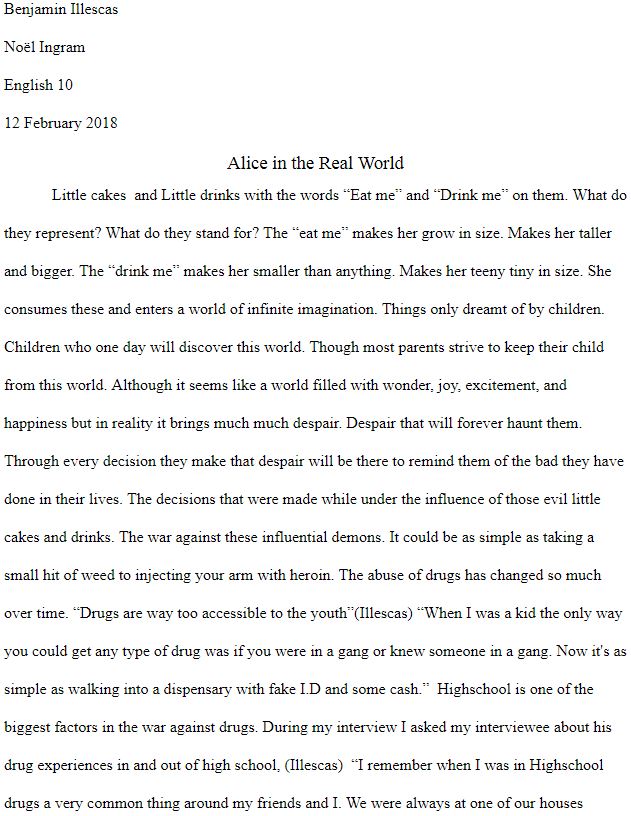 Benjamin Illescas
Noël Ingram
English 10
12 February 2018
Alice in the Real World
Little cakes  and Little drinks with the words “Eat me” and “Drink me” on them. What do
they represent? What do they stand for? The “eat me” makes her grow in size. Makes her taller
and bigger. The “drink me” makes her smaller than anything. Makes her teeny tiny in size. She
consumes these and enters a world of infinite imagination. Things only dreamt of by children.
Children who one day will discover this world. Though most parents strive to keep their child
from this world. Although it seems like a world filled with wonder, joy, excitement, and
happiness but in reality it brings much much despair. Despair that will forever haunt them.
Through every decision they make that despair will be there to remind them of the bad they have
done in their lives. The decisions that were made while under the influence of those evil little
cakes and drinks. The war against these influential demons. It could be as simple as taking a
small hit of weed to injecting your arm with heroin. The abuse of drugs has changed so much
over time. “Drugs are way too accessible to the youth”(Illescas) “When I was a kid the only way
you could get any type of drug was if you were in a gang or knew someone in a gang. Now it's as
simple as walking into a dispensary with fake I.D and some cash.”  Highschool is one of the
biggest factors in the war against drugs. During my interview I asked my interviewee about his
drug experiences in and out of high school, (Illescas)  “I remember when I was in Highschool
drugs a very common thing around my friends and I. We were always at one of our houses